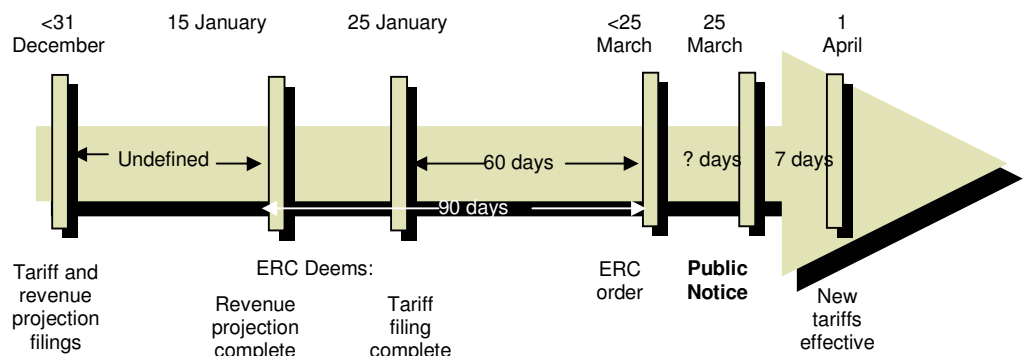 <31
December
15 January
25 January
<25
March
25
March
1
April
Undefined
60 days
? days
7 days
90 days
Tariff and
revenue
projection
filings
ERC Deems:
Revenue
projection
complete
Tariff
filing
complete
ERC
order
Public
Notice
New
tariffs
effective